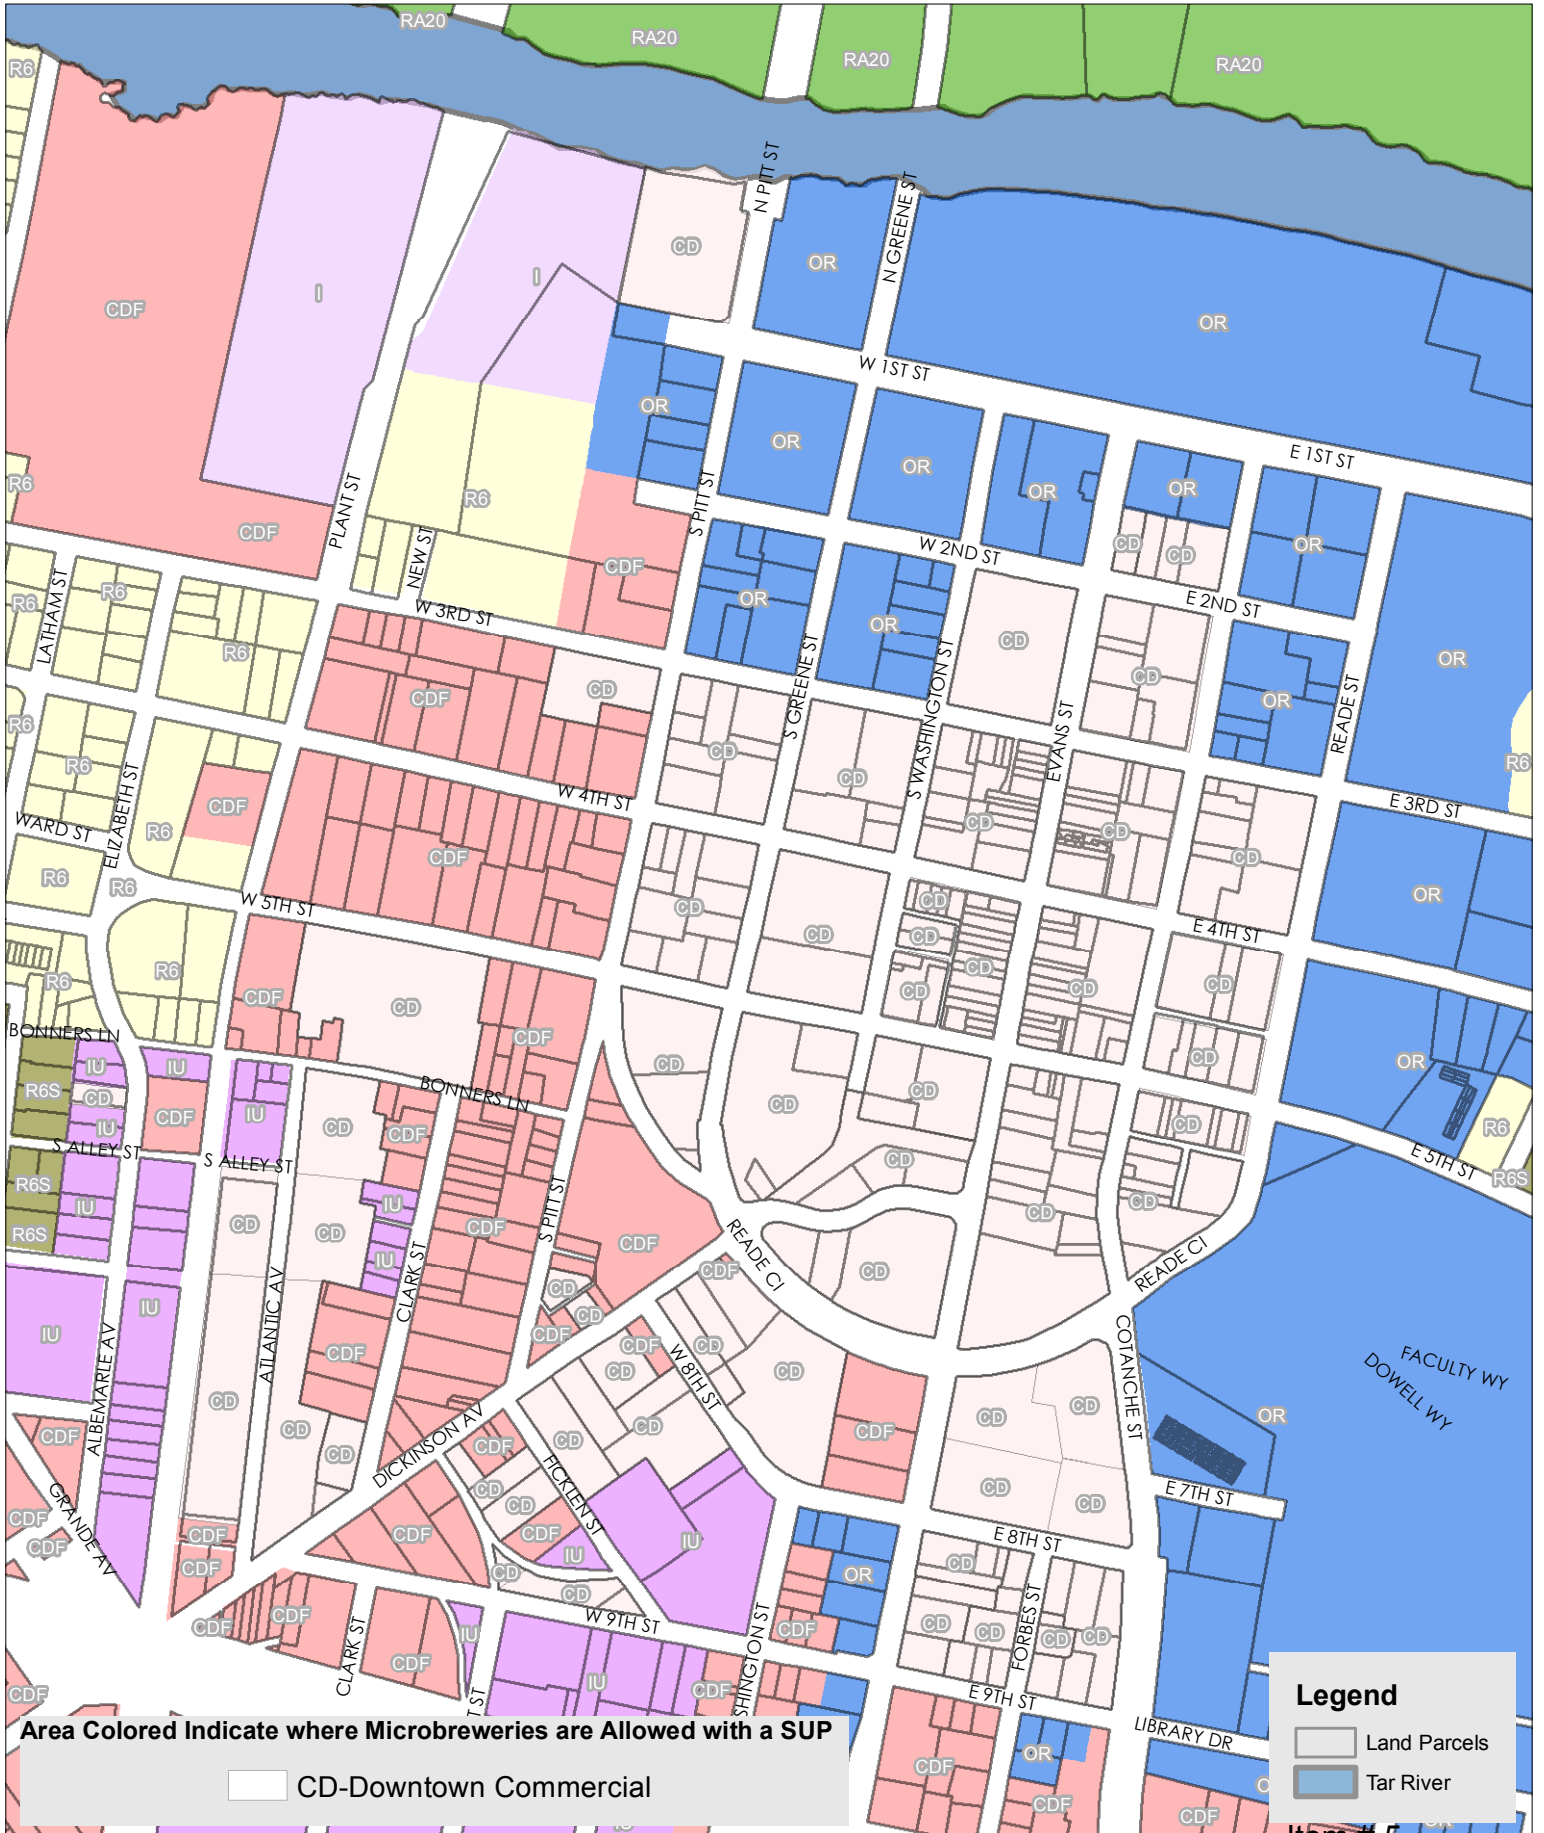 RA20
RA20
RA20
RA20
R6
N PITT ST
N GREENE ST
CD
OR
I
I
CDF
OR
W 1ST ST
OR
OR
OR
E 1ST ST
R6
R6
OR
OR
OR
CDF
PLANT ST
S PITT ST
NEW ST
CD
CD
W 2ND ST
CDF
R6
LATHAM ST
R6
W 3RD ST
OR
OR
E 2ND ST
R6
CD
OR
CD
CD
CDF
S GREENE ST
S WASHINGTON ST
EVANS ST
OR
READE ST
R6
R6
CD
CD
R6
ELIZABETH ST
CDF
W 4TH ST
E 3RD ST
WARD ST
R6
CD
CD
CDF
CD
R6
R6
OR
W 5TH ST
CD
CD
CD
CD
E 4TH ST
R6
R6
CDF
CD
CD
CD
CD
CD
BONNERS LN
CDF
CD
CD
OR
IU
IU
R6S
CD
BONNERS LN
CD
CD
IU
CDF
IU
CD
CDF
CD
R6
S ALLEY ST
S ALLEY ST
CD
E 5TH ST
R6S
R6S
IU
IU
CD
R6S
CD
CD
IU
CLARK ST
CDF
S PITT ST
CDF
READE CI
CD
CD
READE CI
IU
IU
ALBEMARLE AV
ATLANTIC AV
CDF
CD
CD
CDF
CDF
CDF
CD
CD
W 8TH ST
CD
COTANCHE ST
FACULTY WY
DOWELL WY
CD
CD
CD
DICKINSON AV
CDF
CD
CD
CDF
CD
CD
OR
CDF
GRANDE AV
CD
CD
FICKLEN ST
CD
CD
E 7TH ST
CDF
CDF
CDF
CDF
CDF
IU
IU
E 8TH ST
CDF
CD
CD
W 9TH ST
OR
CD
FORBES ST
CDF
CDF
CLARK ST
CDF
IU
CDF
CD
CD
CD
CD
CDF
IU
CDF
E 9TH ST
LIBRARY DR
OR
CDF
CDF
CDF
Area Colored Indicate where Microbreweries are Allowed with a SUP
CD-Downtown Commercial
Legend
Land Parcels
Tar River